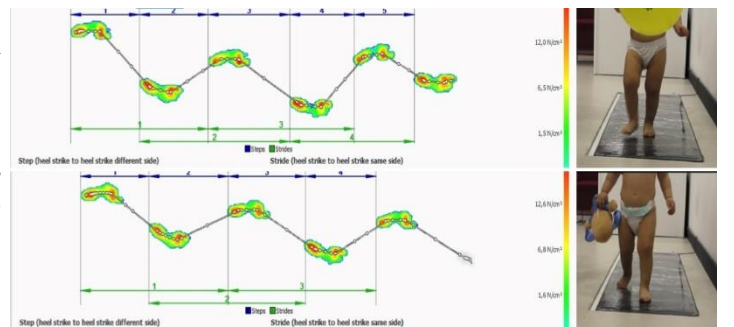 1 2 3 4 5
12,0 N/cm²
6,5 N/cm²
1,5 N/cm²
1
3
2
4
Steps Strides
Step (heel strike to heel strike different side) Stride (heel strike to heel strike same side)
1 2 3 4
12,6 N/cm²
6,8 N/cm²
1,6 N/cm²
1
3
2
Steps Strides
Step (heel strike to heel strike different side) Stride (heel strike to heel strike same side)